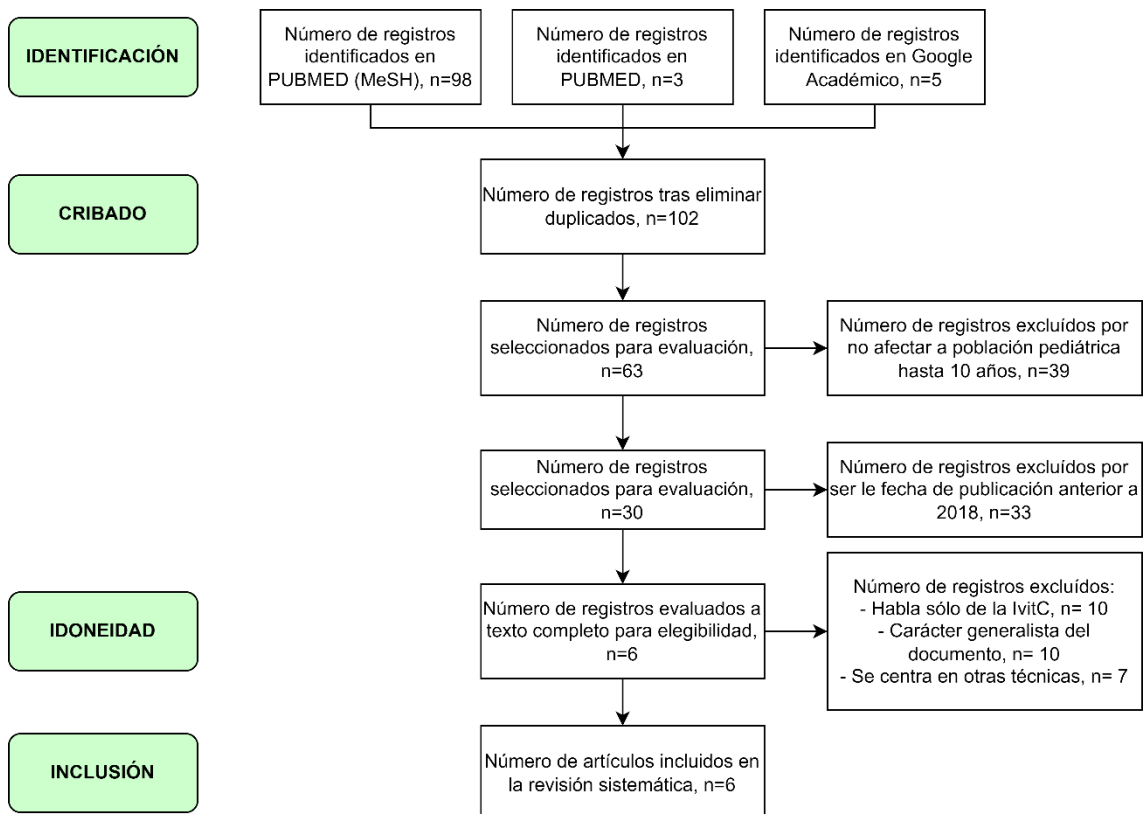 IDENTIFICACIÓN
Número de registros
identificados en
PUBMED (MeSH), n=98
Número de registros
identificados en
PUBMED, n=3
Número de registros
identificados en Google
Académico, n=5
CRIBADO
Número de registros tras eliminar
duplicados, n=102
Número de registros
seleccionados para evaluación,
n=63
Número de registros excluídos por
no afectar a población pediátrica
hasta 10 años, n=39
Número de registros
seleccionados para evaluación,
n=30
Número de registros excluídos por
ser le fecha de publicación anterior a
2018, n=33
IDONEIDAD
Número de registros evaluados a
texto completo para elegibilidad,
n=6
Número de registros excluídos:
- Habla sólo de la IvitC, n= 10
- Carácter generalista del
documento, n= 10
- Se centra en otras técnicas, n= 7
INCLUSIÓN
Número de artículos incluidos en
la revisión sistemática, n=6